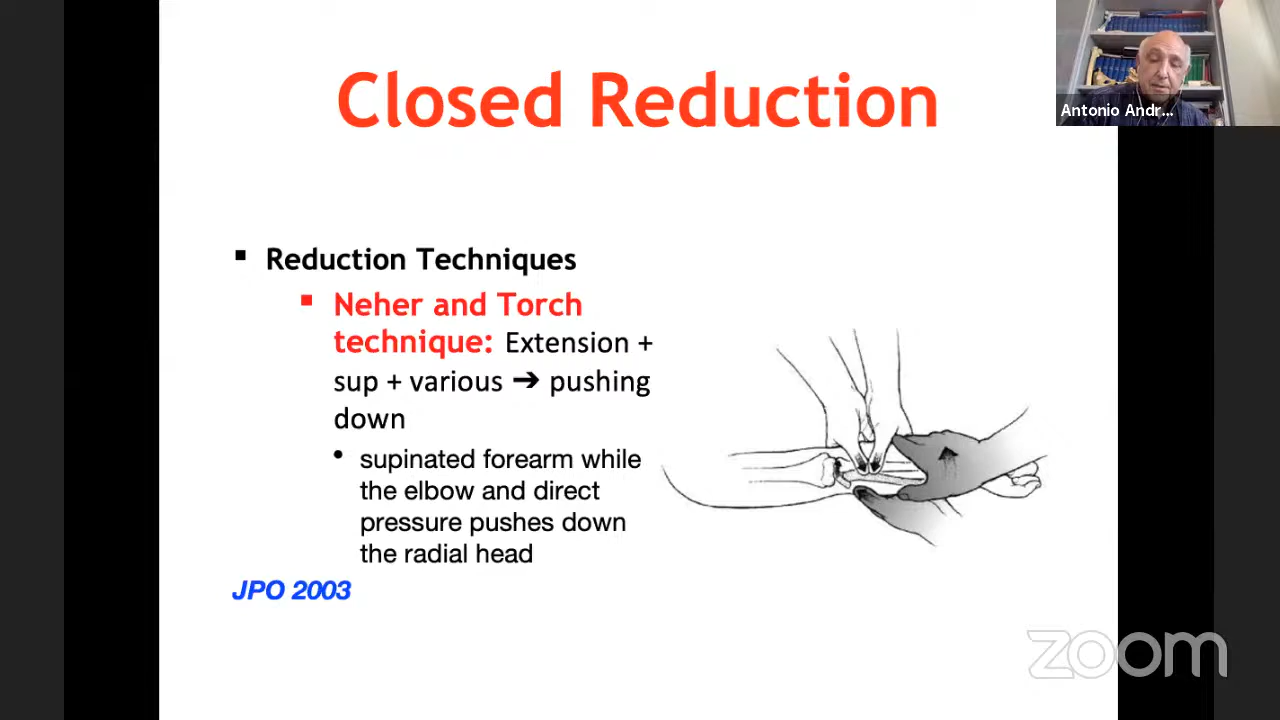 Closed Reduction
Antonio Andr...
▪ Reduction Techniques
▪ Neher and Torch
technique: Extension +
sup + various ➔ pushing
down
• supinated forearm while
the elbow and direct
pressure pushes down
the radial head
JPO 2003
zoom